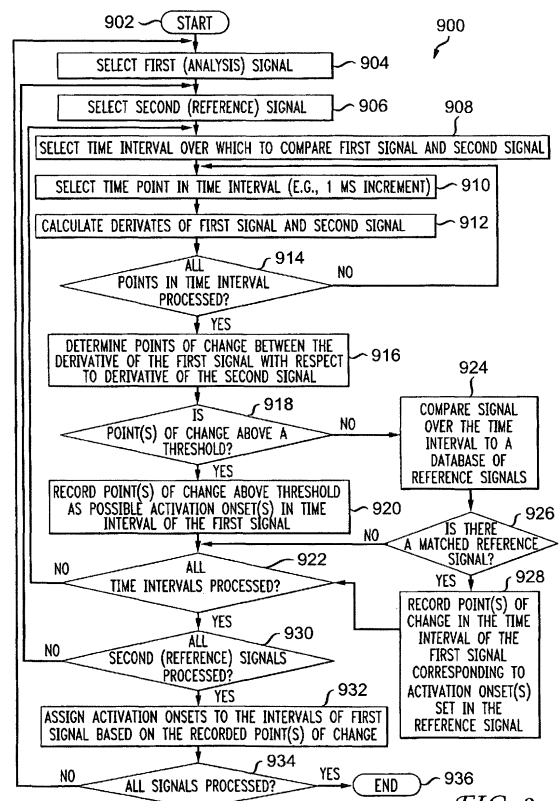 902
START
900
SELECT FIRST (ANALYSIS) SIGNAL
904
SELECT SECOND (REFERENCE) SIGNAL
906
908
SELECT TIME INTERVAL OVER WHICH TO COMPARE FIRST SIGNAL AND SECOND SIGNAL
SELECT TIME POINT IN TIME INTERVAL (E.G., 1 MS INCREMENT)
910
CALCULATE DERIVATES OF FIRST SIGNAL AND SECOND SIGNAL
912
914
ALL
POINTS IN TIME INTERVAL
PROCESSED?
NO
YES
DETERMINE POINTS OF CHANGE BETWEEN THE
DERIVATIVE OF THE FIRST SIGNAL WITH RESPECT
TO DERIVATIVE OF THE SECOND SIGNAL
916
918
IS
POINT(S) OF CHANGE ABOVE A
THRESHOLD?
NO
YES
924
COMPARE SIGNAL
OVER THE TIME
INTERVAL TO A
DATABASE OF
REFERENCE SIGNALS
RECORD POINT(S) OF CHANGE ABOVE THRESHOLD
AS POSSIBLE ACTIVATION ONSET(S) IN TIME
INTERVAL OF THE FIRST SIGNAL
920
926
IS THERE
A MATCHED REFERENCE
SIGNAL?
NO
YES
928
RECORD POINT(S) OF
CHANGE IN THE TIME
INTERVAL OF THE
FIRST SIGNAL
CORRESPONDING TO
ACTIVATION ONSET(S)
SET IN THE
REFERENCE SIGNAL
922
ALL
TIME INTERVALS PROCESSED?
NO
YES
930
ALL
SECOND (REFERENCE) SIGNALS
PROCESSED?
NO
YES
932
ASSIGN ACTIVATION ONSETS TO THE INTERVALS OF FIRST
SIGNAL BASED ON THE RECORDED POINT(S) OF CHANGE
934
ALL SIGNALS PROCESSED?
NO
YES
END
936